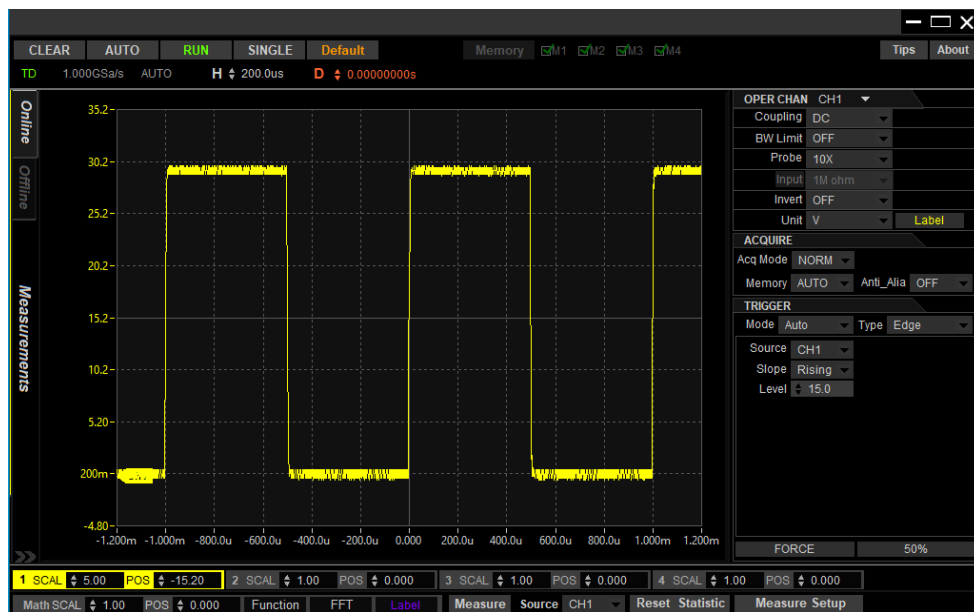 CLEAR AUTO RUN SINGLE Default Memory M1 M2 M3 M4 Tips About
TD 1.000GSa/s AUTO H 200.0us D 0.00000000s
Online
Offline
Measurements
35.2
30.2
25.2
20.2
15.2
10.2
5.20
200m
-4.80
-1.200m -1.000m -800.0u -600.0u -400.0u -200.0u 0.000 200.0u 400.0u 600.0u 800.0u 1.000m 1.200m
OPER CHAN CH1
Coupling DC
BW Limit OFF
Probe 10X
Input 1M ohm
Invert OFF
Unit V Label
ACQUIRE
Acq Mode NORM
Memory AUTO Anti_Alia OFF
TRIGGER
Mode Auto Type Edge
Source CH1
Slope Rising
Level 15.0
FORCE 50%
1 SCAL 5.00 POS -15.20 2 SCAL 1.00 POS 0.000 3 SCAL 1.00 POS 0.000 4 SCAL 1.00 POS 0.000
Math SCAL 1.00 POS 0.000 Function FFT Label Measure Source CH1 Reset Statistic Measure Setup